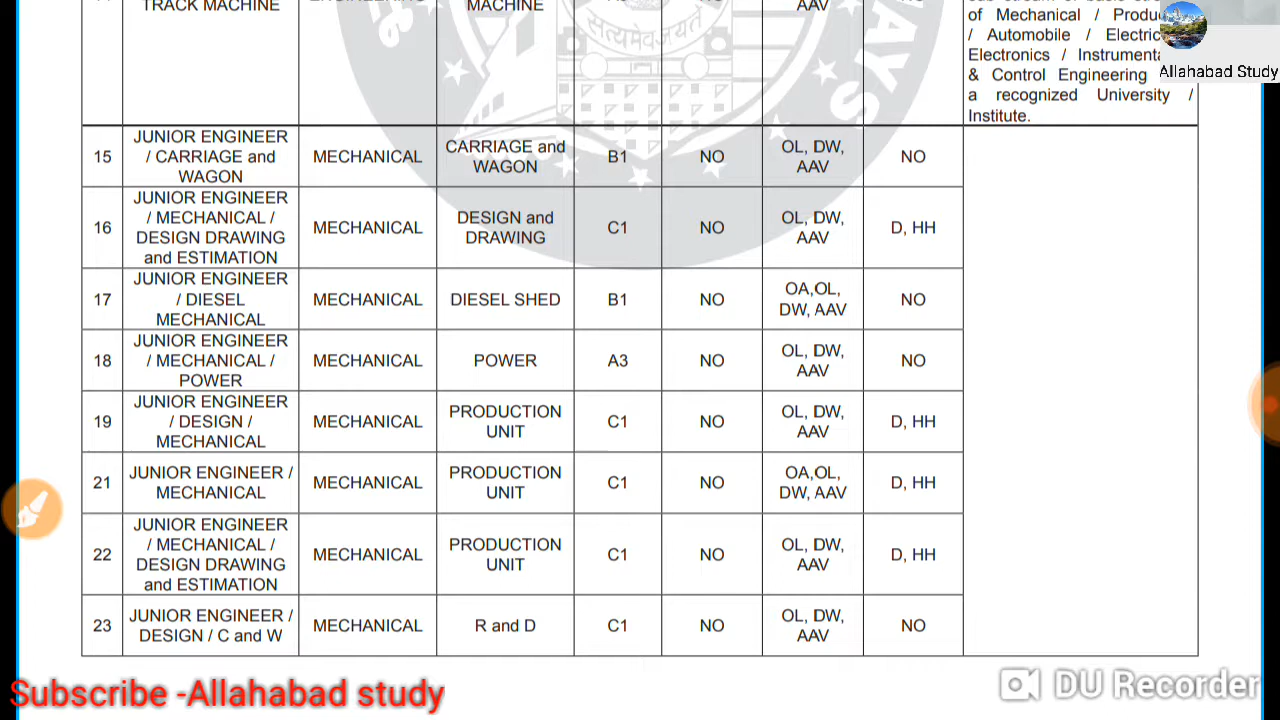 TRACK MACHINE
MACHINE
AAV
of Mechanical /
/ Automobile /
Electronics /
& Control Engineering
a recognized University /
Institute.
Allahabad Study
सत्यमेव जयते
15
JUNIOR ENGINEER
/ CARRIAGE and
WAGON
MECHANICAL
CARRIAGE and
WAGON
B1
NO
OL, DW,
AAV
NO
16
JUNIOR ENGINEER
/ MECHANICAL /
DESIGN DRAWING
and ESTIMATION
MECHANICAL
DESIGN and
DRAWING
C1
NO
OL, DW,
AAV
D, HH
17
JUNIOR ENGINEER
/ DIESEL
MECHANICAL
MECHANICAL
DIESEL SHED
B1
NO
OA,OL,
DW, AAV
NO
18
JUNIOR ENGINEER
/ MECHANICAL /
POWER
MECHANICAL
POWER
A3
NO
OL, DW,
AAV
NO
19
JUNIOR ENGINEER
/ DESIGN /
MECHANICAL
MECHANICAL
PRODUCTION
UNIT
C1
NO
OL, DW,
AAV
D, HH
21
JUNIOR ENGINEER /
MECHANICAL
MECHANICAL
PRODUCTION
UNIT
C1
NO
OA,OL,
DW, AAV
D, HH
22
JUNIOR ENGINEER
/ MECHANICAL /
DESIGN DRAWING
and ESTIMATION
MECHANICAL
PRODUCTION
UNIT
C1
NO
OL, DW,
AAV
D, HH
23
JUNIOR ENGINEER /
DESIGN / C and W
MECHANICAL
R and D
C1
NO
OL, DW,
AAV
NO
Subscribe -Allahabad study
DU Recorder